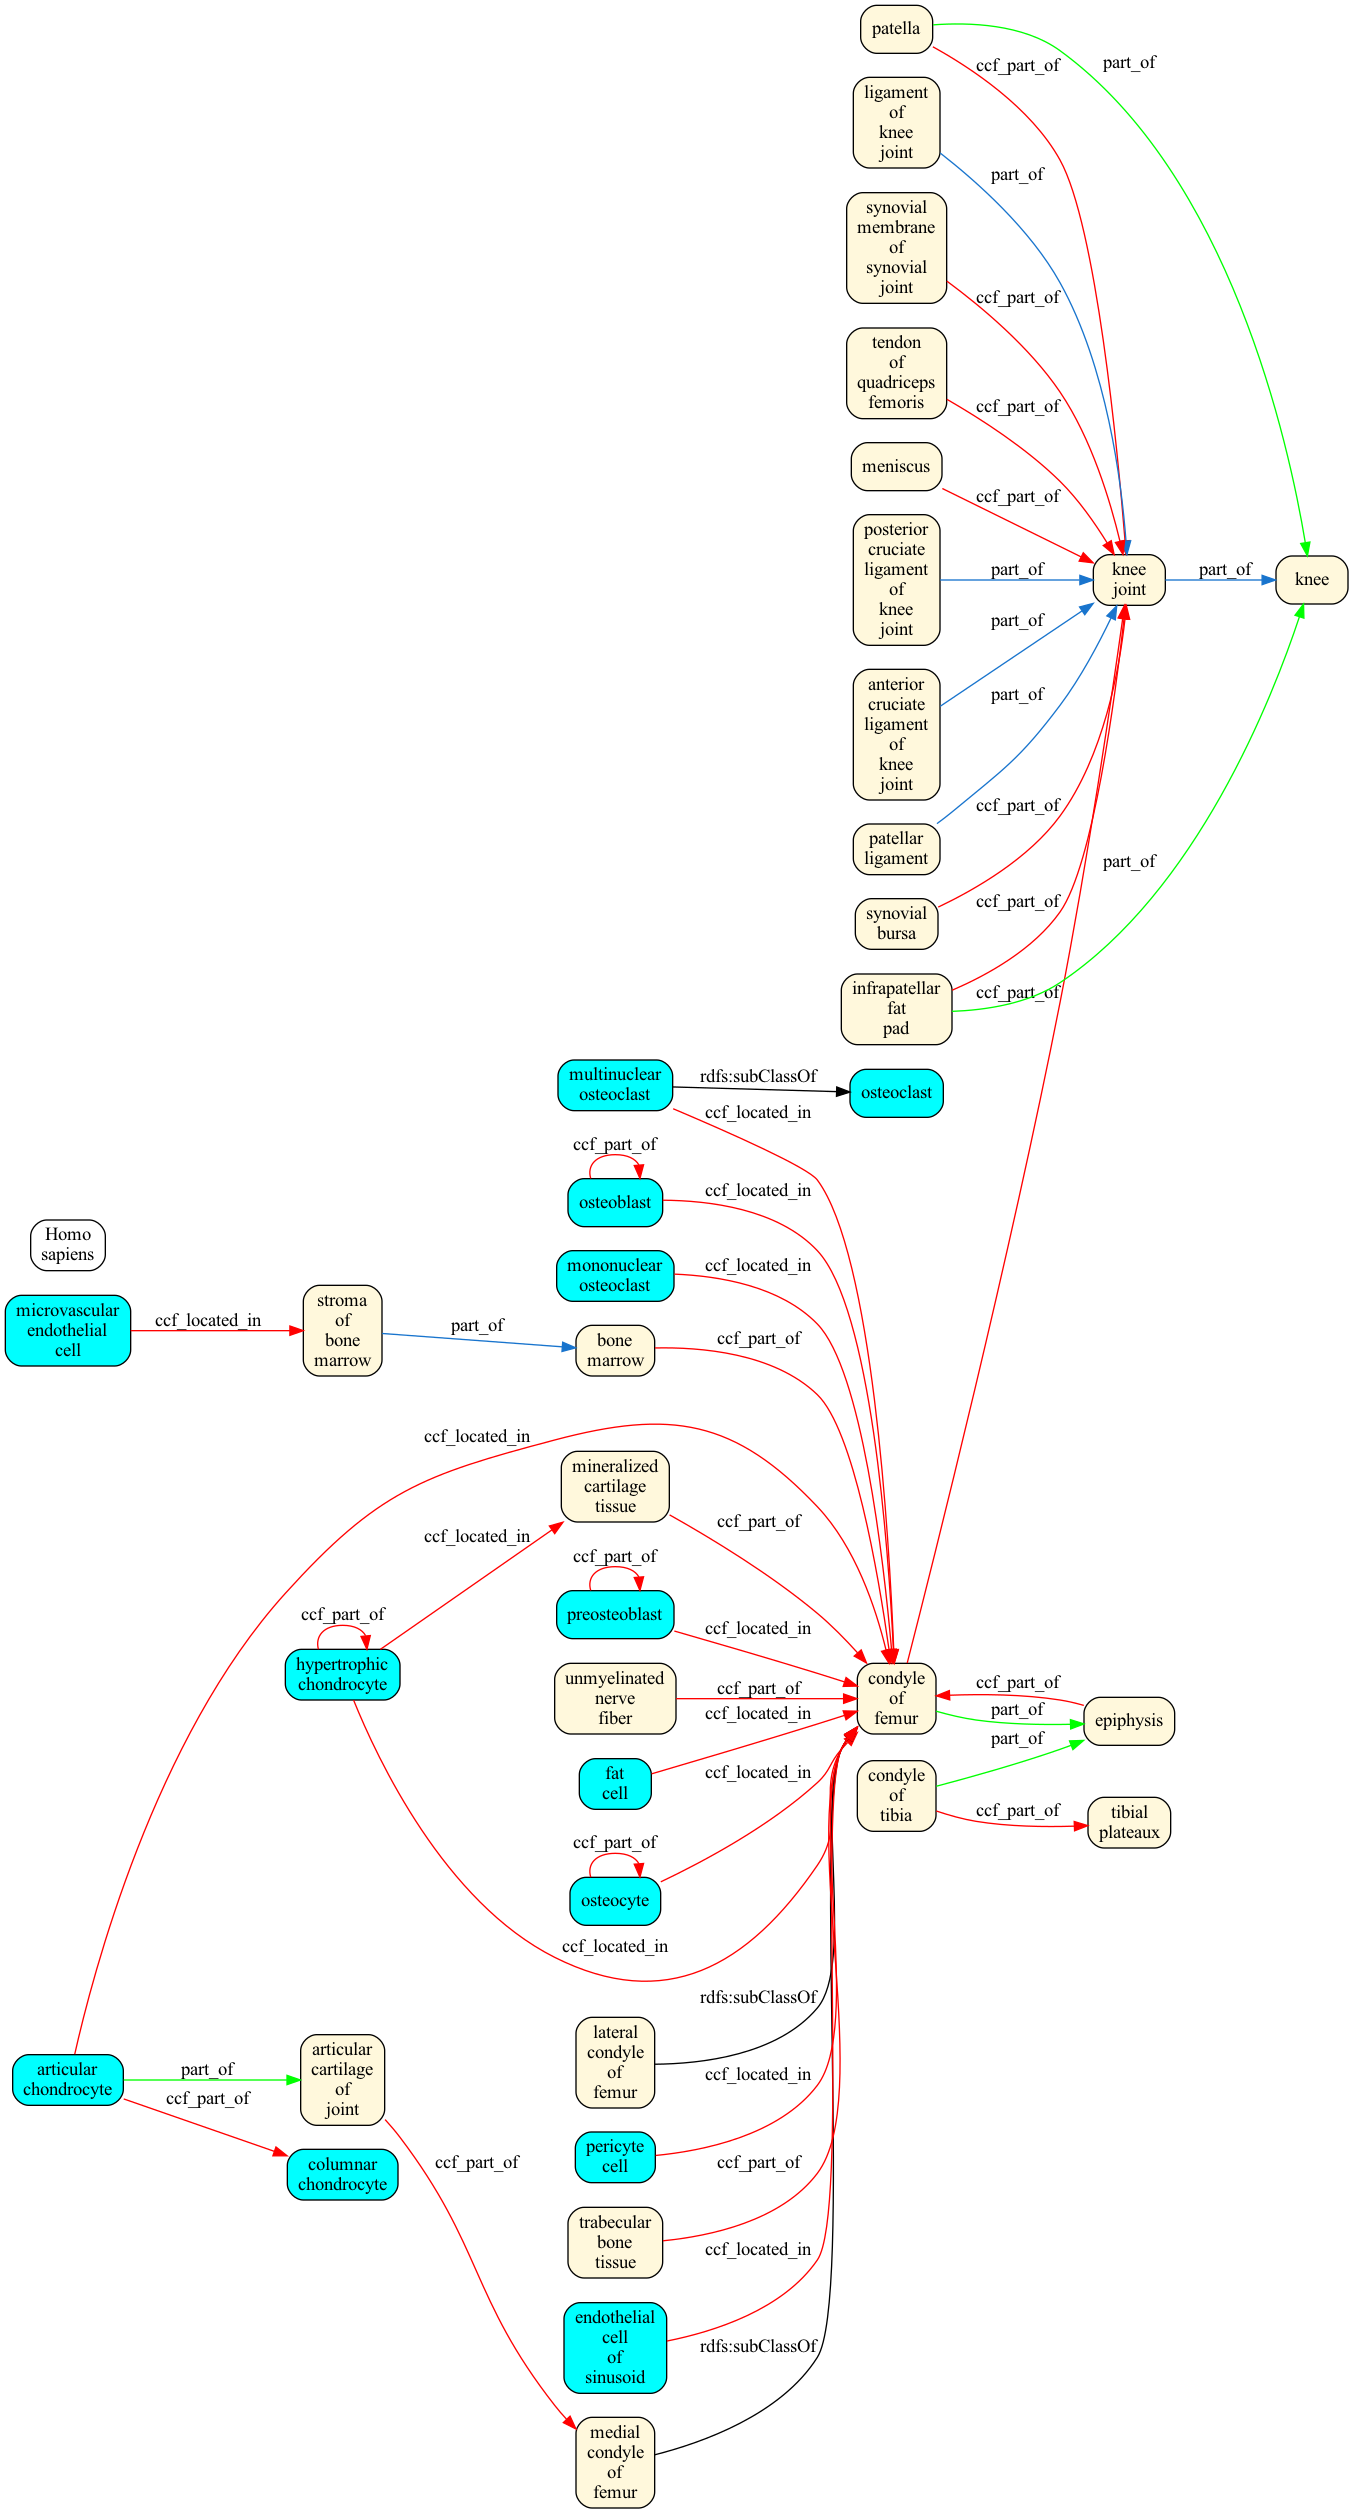 patella
ccf_part_of
part_of
ligament
of
knee
joint
part_of
synovial
membrane
of
synovial
joint
ccf_part_of
tendon
of
quadriceps
femoris
ccf_part_of
meniscus
ccf_part_of
posterior
cruciate
ligament
of
knee
joint
part_of
knee
joint
part_of
knee
part_of
anterior
cruciate
ligament
of
knee
joint
part_of
ccf_part_of
patellar
ligament
part_of
synovial
bursa
ccf_part_of
infrapatellar
fat
pad
ccf_part_of
multinuclear
osteoclast
rdfs:subClassOf
osteoclast
ccf_located_in
ccf_part_of
osteoblast
ccf_located_in
Homo
sapiens
mononuclear
osteoclast
ccf_located_in
microvascular
endothelial
cell
ccf_located_in
stroma
of
bone
marrow
part_of
bone
marrow
ccf_part_of
ccf_located_in
mineralized
cartilage
tissue
ccf_part_of
ccf_located_in
ccf_part_of
preosteoblast
ccf_located_in
ccf_part_of
hypertrophic
chondrocyte
unmyelinated
nerve
fiber
ccf_part_of
ccf_located_in
condyle
of
femur
ccf_part_of
part_of
epiphysis
part_of
fat
cell
ccf_located_in
condyle
of
tibia
ccf_part_of
tibial
plateaux
ccf_part_of
osteocyte
ccf_located_in
rdfs:subClassOf
lateral
condyle
of
femur
articular
chondrocyte
part_of
ccf_part_of
articular
cartilage
of
joint
ccf_located_in
columnar
chondrocyte
ccf_part_of
pericyte
cell
ccf_part_of
trabecular
bone
tissue
ccf_located_in
endothelial
cell
of
sinusoid
rdfs:subClassOf
medial
condyle
of
femur